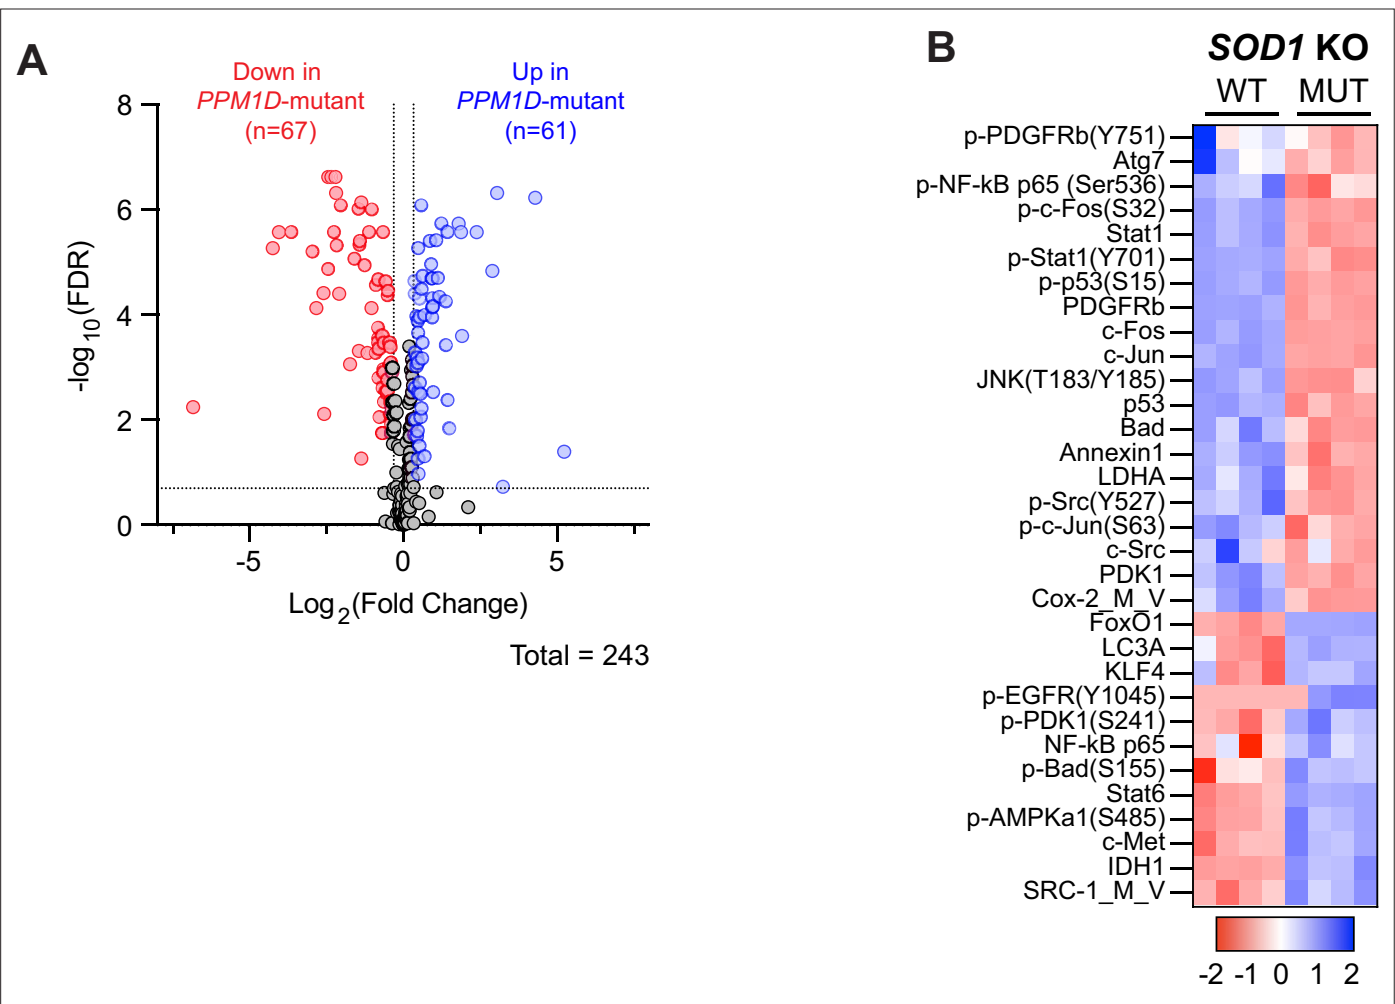 A
Down in
PPM1D-mutant
(n=67)
Up in
PPM1D-mutant
(n=61)
8
6
4
2
0
-log10(FDR)
-5
0
5
Log2(Fold Change)
Total = 243
B
SOD1 KO
WT
MUT
p-PDGFRb(Y751)
Atg7
p-NF-kB p65 (Ser536)
p-c-Fos(S32)
Stat1
p-Stat1(Y701)
p-p53(S15)
PDGFRb
c-Fos
c-Jun
JNK(T183/Y185)
p53
Bad
Annexin1
LDHA
p-Src(Y527)
p-c-Jun(S63)
c-Src
PDK1
Cox-2_M_V
FoxO1
LC3A
KLF4
p-EGFR(Y1045)
p-PDK1(S241)
NF-kB p65
p-Bad(S155)
Stat6
p-AMPKa1(S485)
c-Met
IDH1
SRC-1_M_V
-2 -1 0 1 2